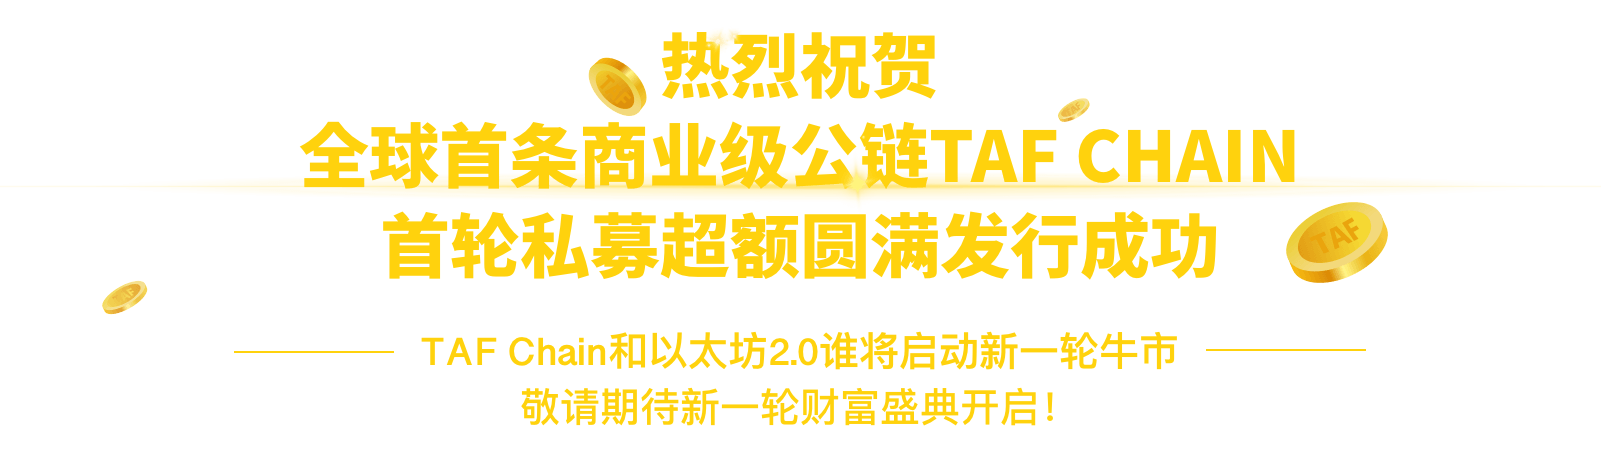 热烈祝贺
全球首条商业级公链TAF CHAIN
首轮私募超额圆满发行成功
TAF
TAF
TAF
TAF
TAF Chain和以太坊2.0谁将启动新一轮牛市
敬请期待新一轮财富盛典开启！